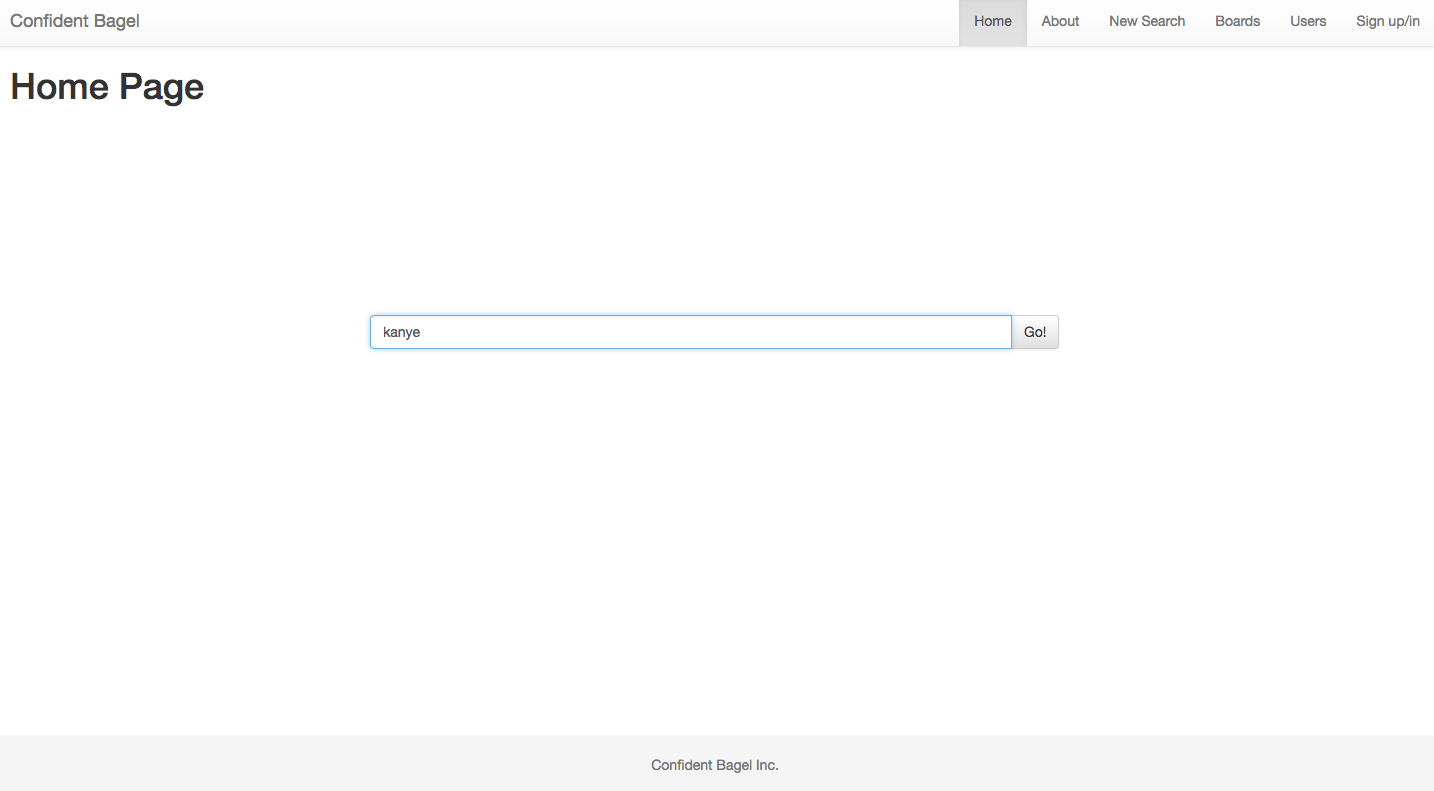 Confident Bagel Home About New Search Boards Users Sign up/in
Home Page
kanye Go!
Confident Bagel Inc.